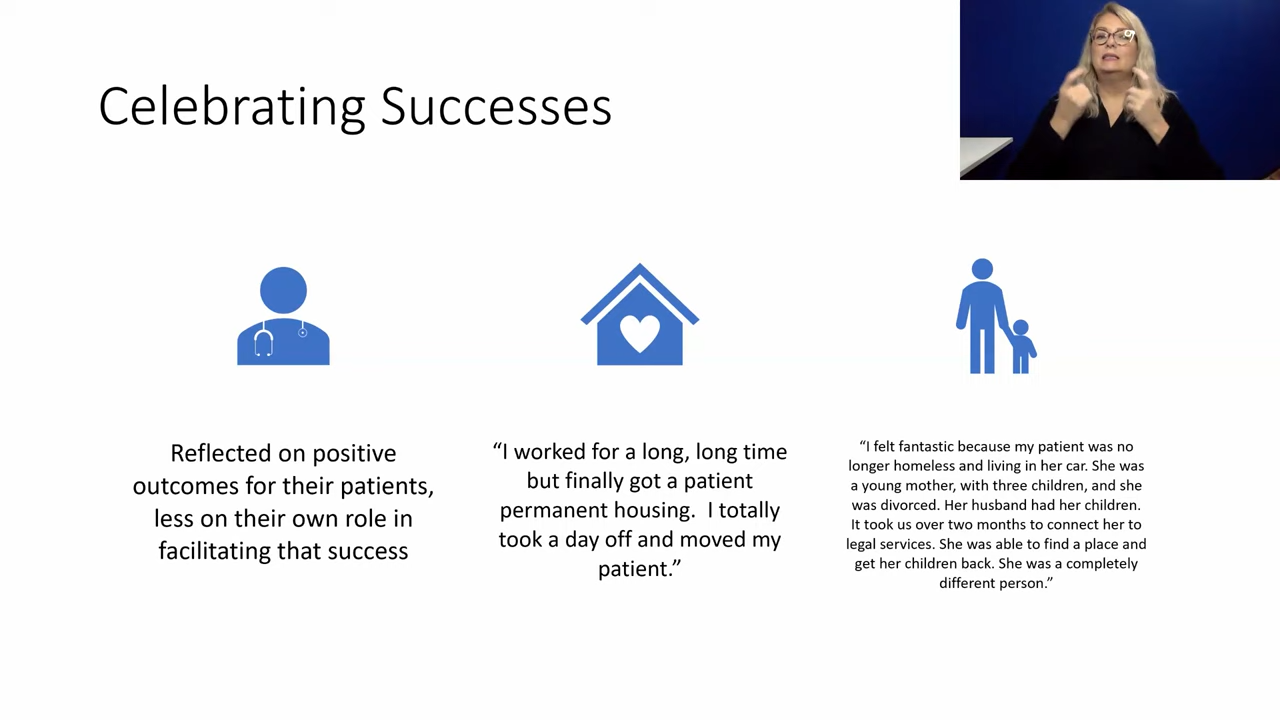 Celebrating Successes
Reflected on positive
outcomes for their patients,
less on their own role in
facilitating that success
“I worked for a long, long time
but finally got a patient
permanent housing.  I totally
took a day off and moved my
patient.”
“I felt fantastic because my patient was no
longer homeless and living in her car. She was
a young mother, with three children, and she
was divorced. Her husband had her children.
It took us over two months to connect her to
legal services. She was able to find a place and
get her children back. She was a completely
different person.”